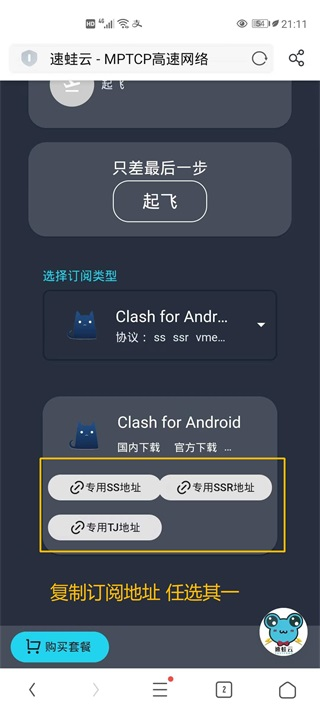 HD 4G 54 21:11
速蛙云 - MPTCP高速网络
起飞
只差最后一步
起飞
选择订阅类型
Clash for Andr...
协议： ss ssr vme...
Clash for Android
国内下载 官方下载 ...
专用SS地址 专用SSR地址
专用TJ地址
复制订阅地址 任选其一
速蛙云
购买套餐
2